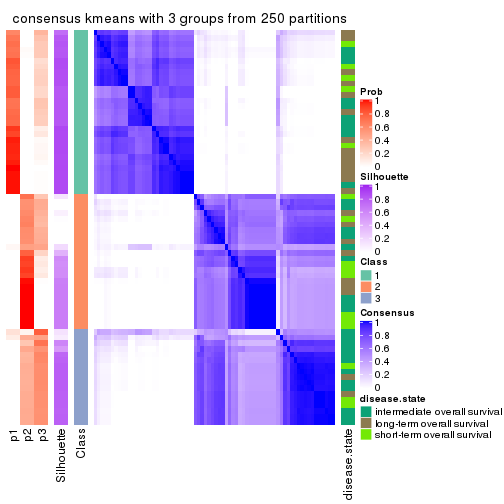 consensus kmeans with 3 groups from 250 partitions
Prob
1
0.8
0.6
0.4
0.2
0
Silhouette
1
0.8
0.6
0.4
0.2
0
Class
1
2
3
Consensus
1
0.8
0.6
0.4
0.2
0
disease.state
intermediate overall survival
long-term overall survival
short-term overall survival
p1
p2
p3
Silhouette
Class
disease.state